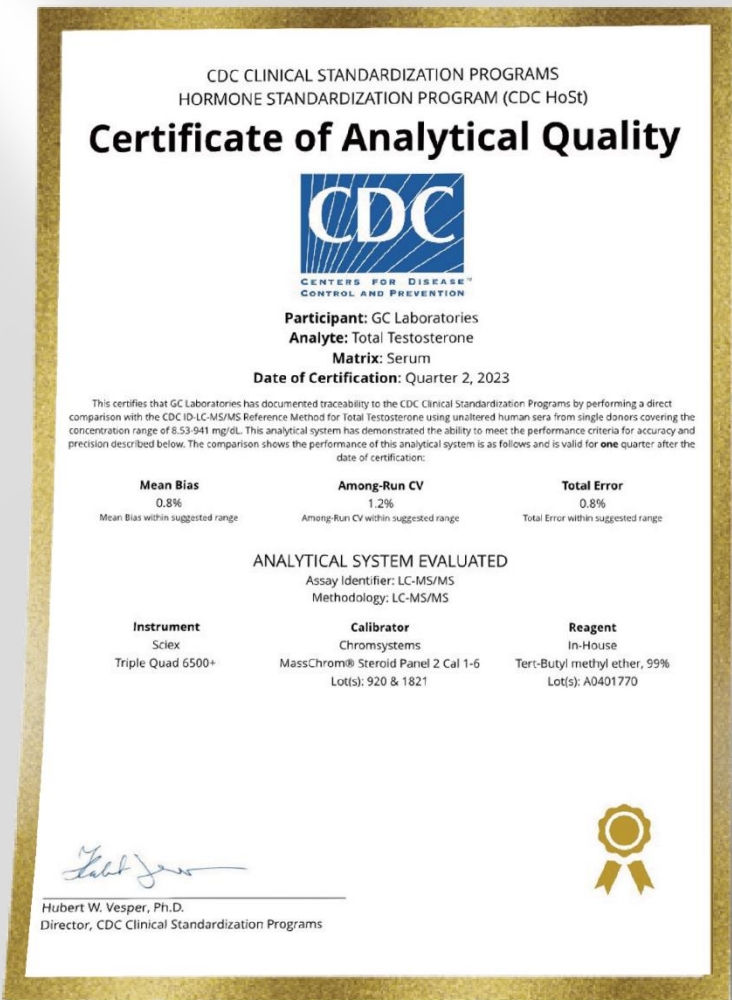 CDC CLINICAL STANDARDIZATION PROGRAMS
HORMONE STANDARDIZATION PROGRAM (CDC HoSt)
Certificate of Analytical Quality
CDC
CENTERS FOR DISEASE™
CONTROL AND PREVENTION
Participant: GC Laboratories
Analyte: Total Testosterone
Matrix: Serum
Date of Certification: Quarter 2, 2023
This certifies that GC Laboratories has documented traceability to the CDC Clinical Standardization Programs by performing a direct
comparison with the CDC ID-LC-MS/MS Reference Method for Total Testosterone using unaltered human sera from single donors covering the
concentration range of 8.53-941 mg/dL. This analytical system has demonstrated the ability to meet the performance criteria for accuracy and
precision described below. The comparison shows the performance of this analytical system is as follows and is valid for one quarter after the
date of certification:
Mean Bias
0.8%
Mean Bias within suggested range
Among-Run CV
1.2%
Among-Run CV within suggested range
Total Error
0.8%
Total Error within suggested range
ANALYTICAL SYSTEM EVALUATED
Assay Identifier: LC-MS/MS
Methodology: LC-MS/MS
Instrument
Sciex
Triple Quad 6500+
Calibrator
Chromsystems
MassChrom® Steroid Panel 2 Cal 1-6
Lot(s): 920 & 1821
Reagent
In-House
Tert-Butyl methyl ether, 99%
Lot(s): A0401770
Hubert W. Vesper, Ph.D.
Director, CDC Clinical Standardization Programs